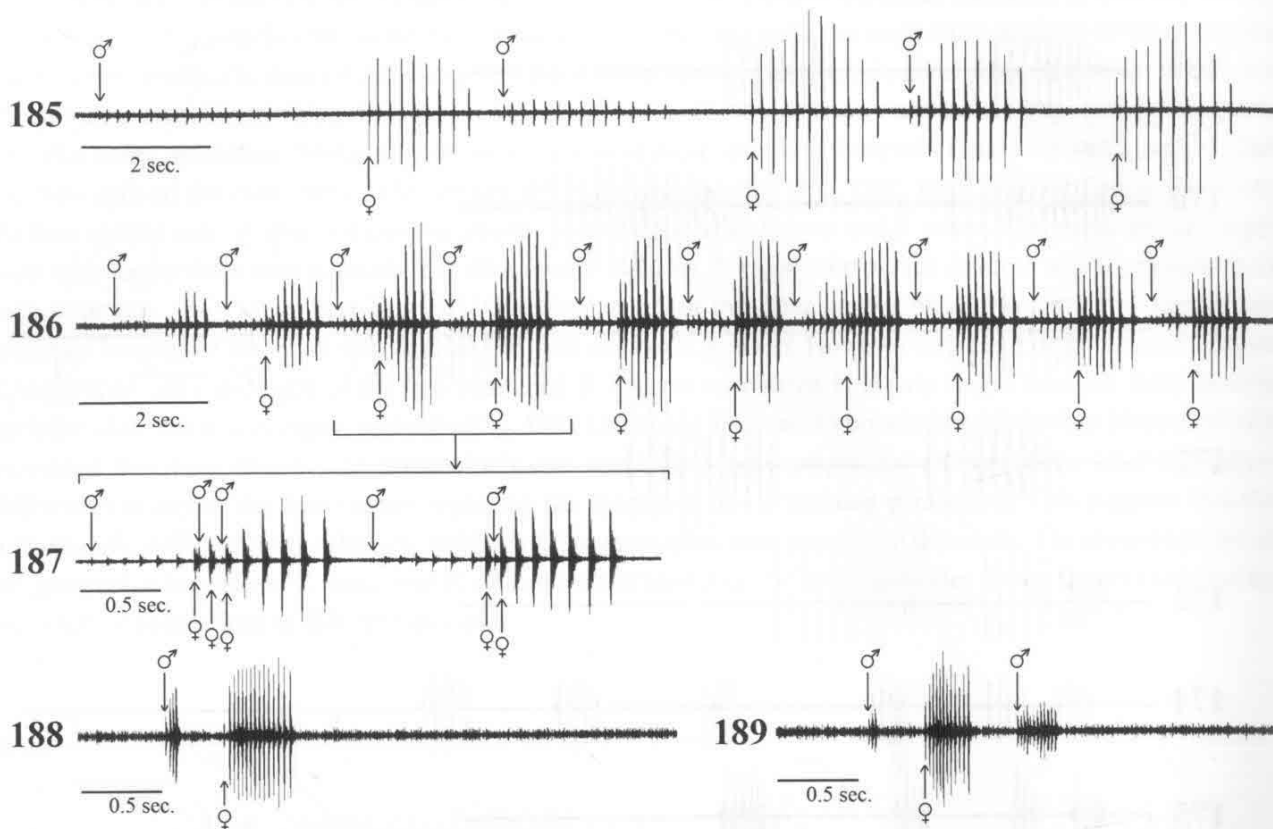 ♂ ♂ ♂
185
2 sec.
♀ ♀ ♀
♂ ♂ ♂ ♂ ♂ ♂ ♂ ♂ ♂ ♂
186
2 sec.
♀ ♀ ♀ ♀ ♀ ♀ ♀ ♀ ♀
♂ ♂ ♂ ♂ ♂
187
0.5 sec.
♀ ♀ ♀ ♀ ♀
♂
188
0.5 sec.
♀
♂ ♂
189
0.5 sec.
♀